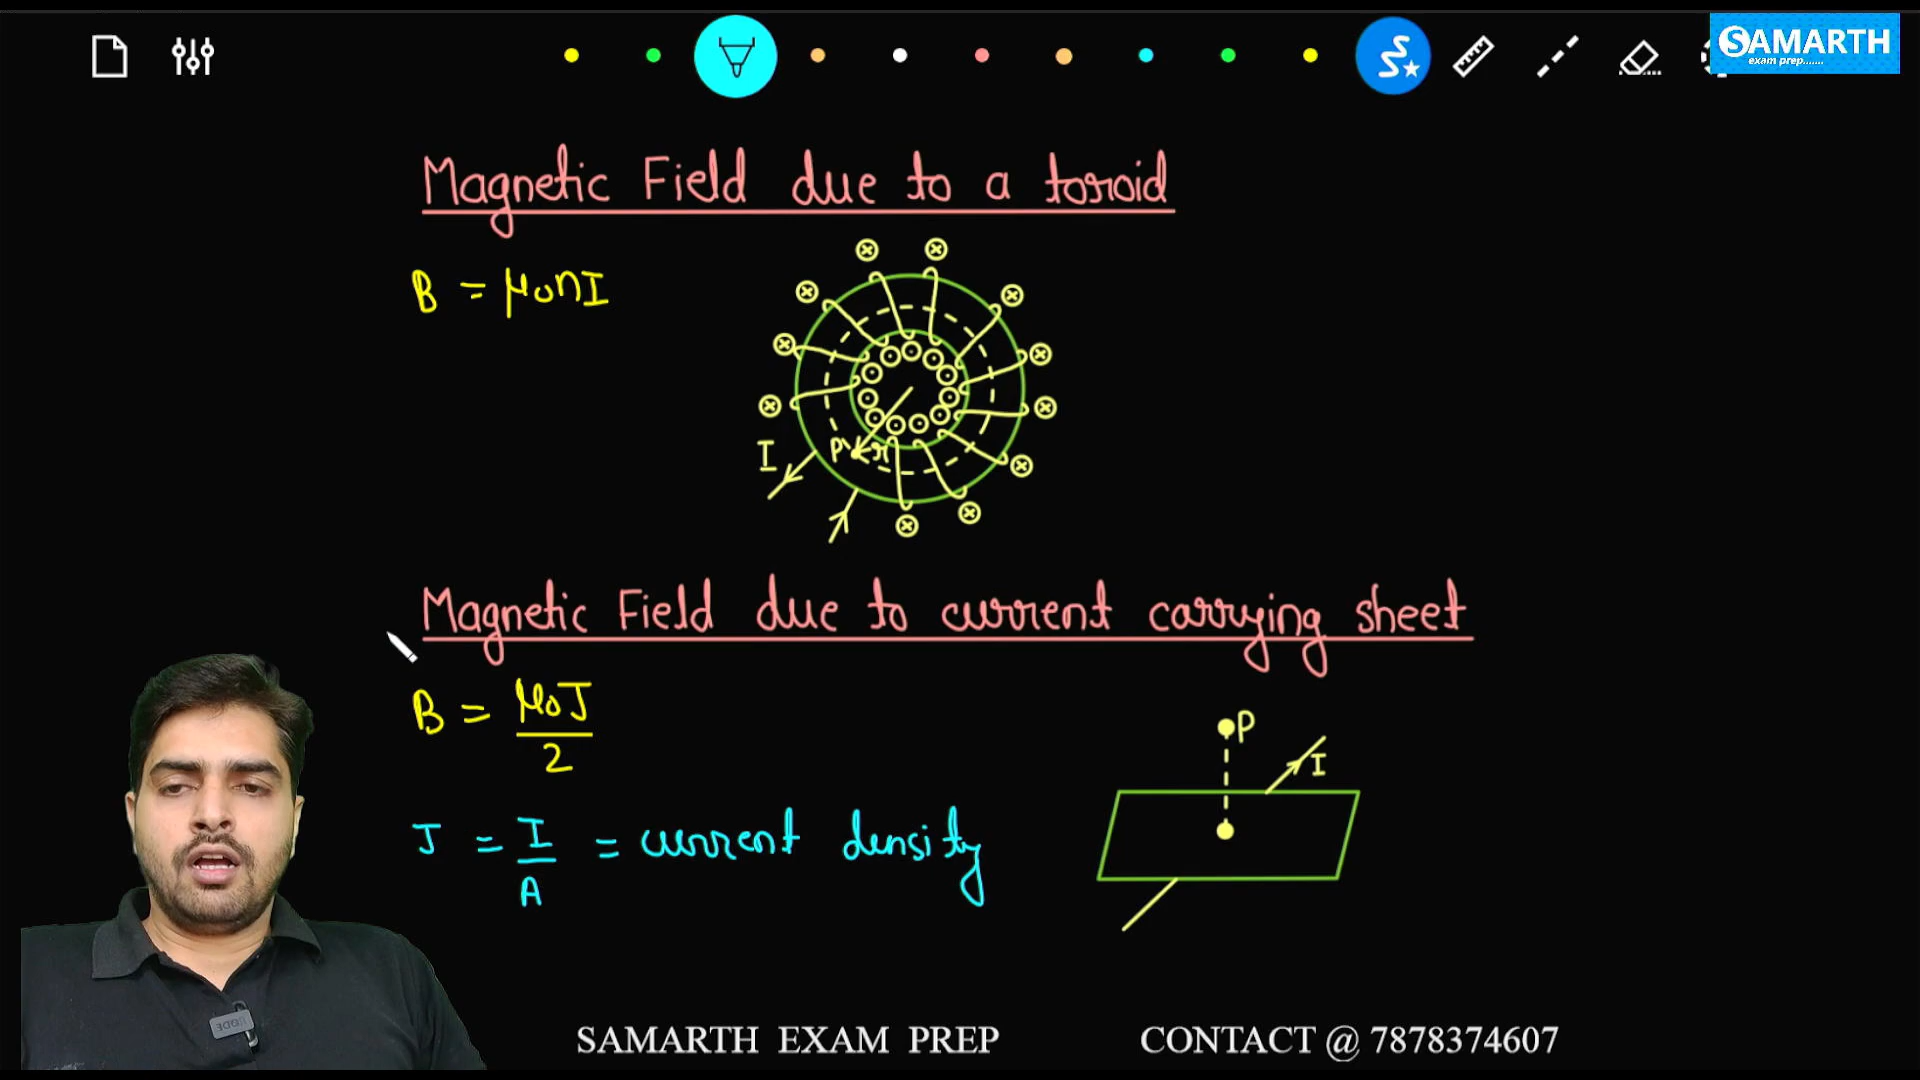 SAMARTH
exam prep.......
Magnetic Field due to a toroid
B = μ₀nI
I
P
r
Magnetic Field due to current carrying sheet
B = μ₀J / 2
P
I
J = I / A = current density
SAMARTH EXAM PREP
CONTACT @ 7878374607